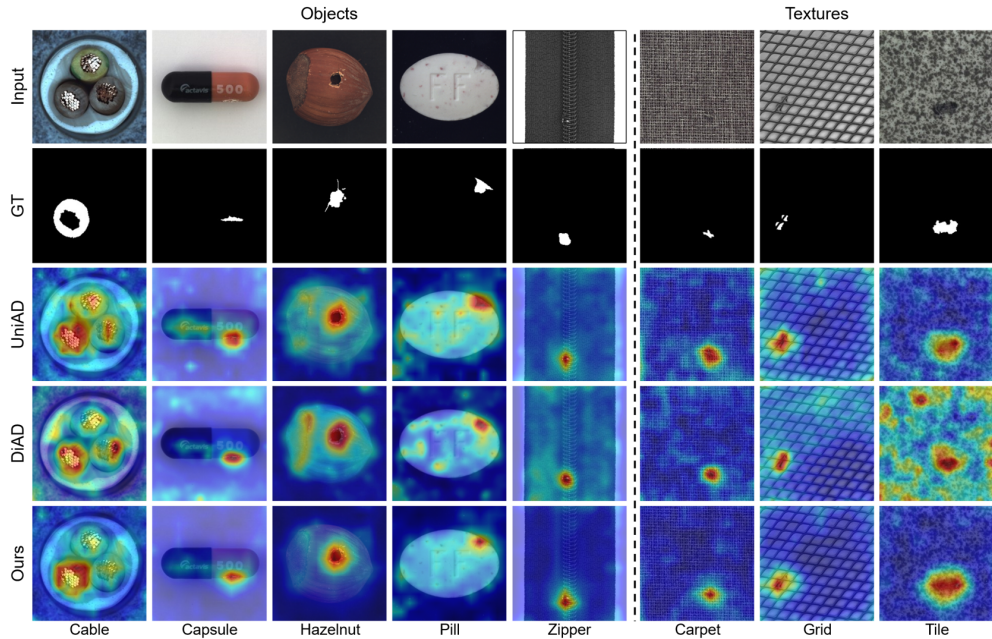 Objects Textures
Input
GT
UniAD
DiAD
Ours
Cable Capsule Hazelnut Pill Zipper Carpet Grid Tile
500
FF